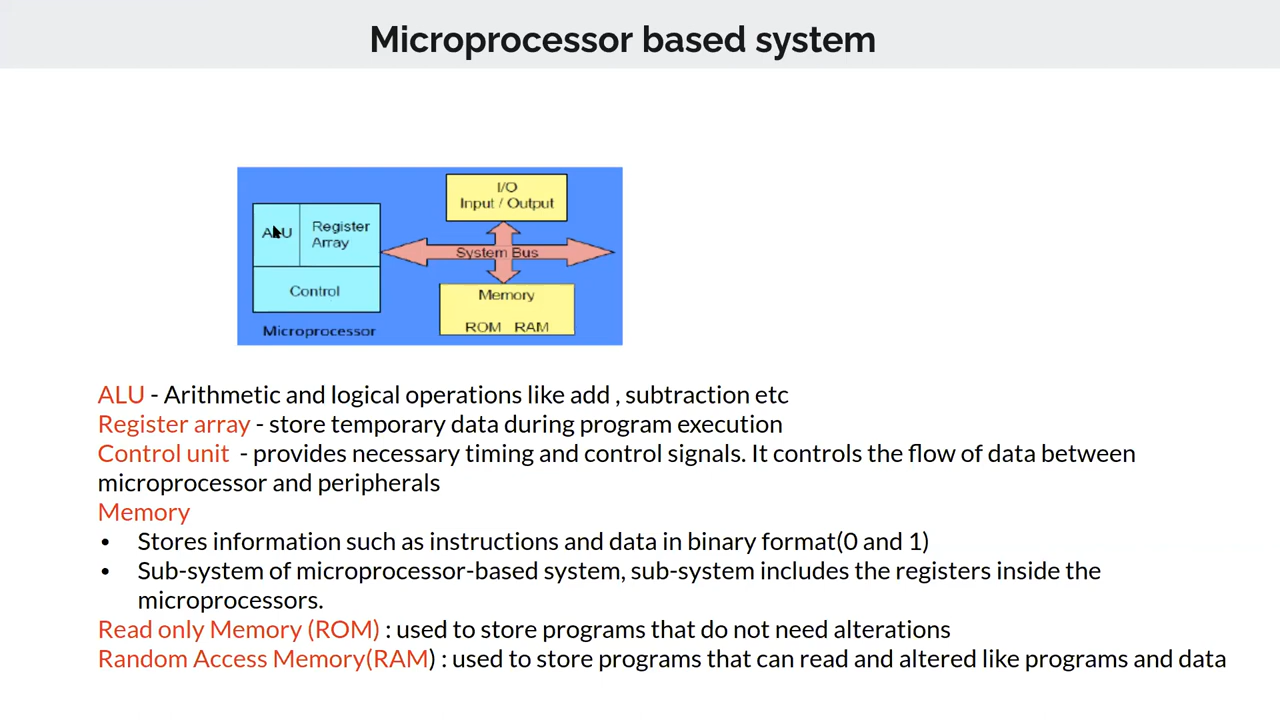 Microprocessor based system
I/O
Input / Output
ALU
Register
Array
System Bus
Control
Memory
ROM RAM
Microprocessor
ALU - Arithmetic and logical operations like add , subtraction etc
Register array - store temporary data during program execution
Control unit - provides necessary timing and control signals. It controls the flow of data between
microprocessor and peripherals
Memory
• Stores information such as instructions and data in binary format(0 and 1)
• Sub-system of microprocessor-based system, sub-system includes the registers inside the
microprocessors.
Read only Memory (ROM) : used to store programs that do not need alterations
Random Access Memory(RAM) : used to store programs that can read and altered like programs and data